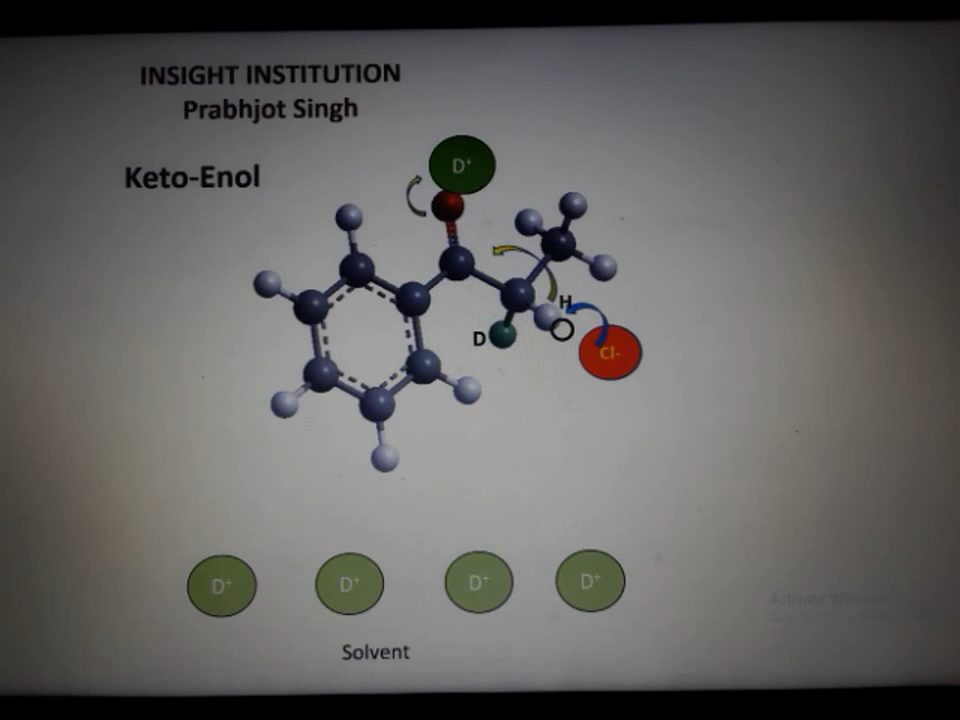 INSIGHT INSTITUTION
Prabhjot Singh
Keto-Enol
D⁺
H
D
Cl-
D⁺ D⁺ D⁺ D⁺
Solvent